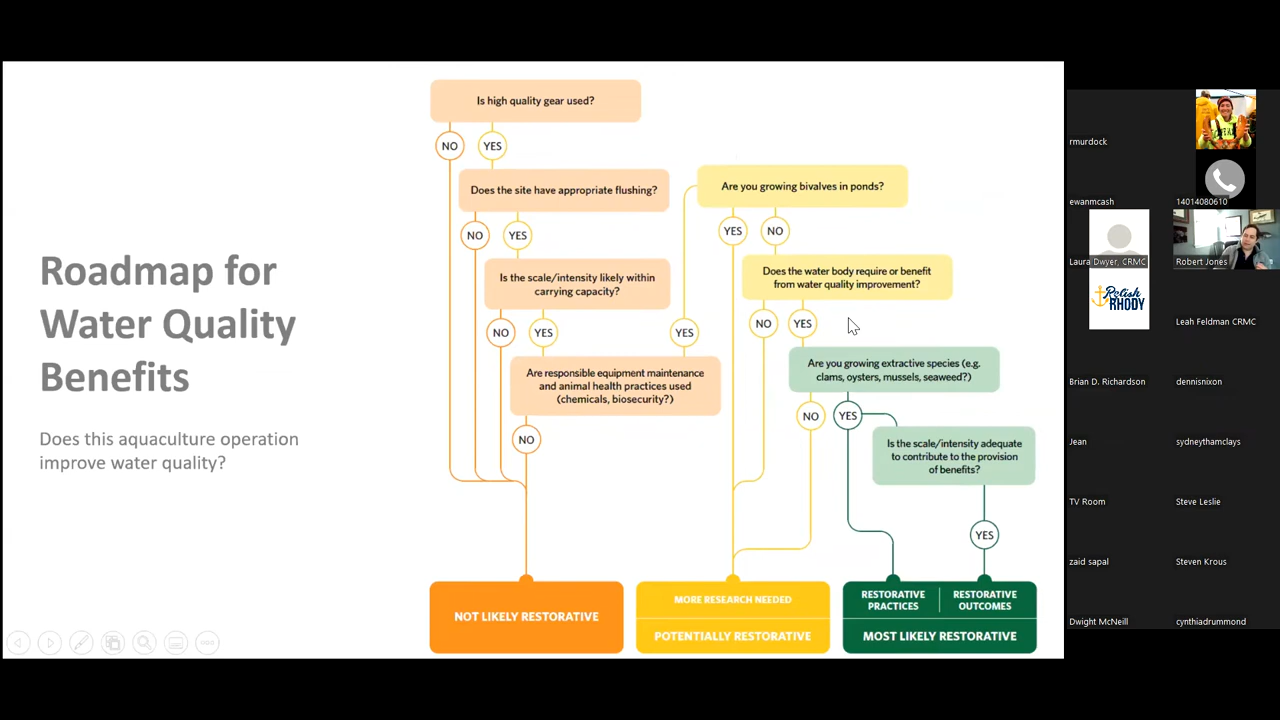 Roadmap for
Water Quality
Benefits
Does this aquaculture operation
improve water quality?
Is high quality gear used?
NO
YES
Does the site have appropriate flushing?
NO
YES
Is the scale/intensity likely within
carrying capacity?
NO
YES
Are responsible equipment maintenance
and animal health practices used
(chemicals, biosecurity?)
NO
YES
Are you growing bivalves in ponds?
YES
NO
Does the water body require or benefit
from water quality improvement?
NO
YES
Are you growing extractive species (e.g.
clams, oysters, mussels, seaweed?)
NO
YES
Is the scale/intensity adequate
to contribute to the provision
of benefits?
YES
NOT LIKELY RESTORATIVE
MORE RESEARCH NEEDED
POTENTIALLY RESTORATIVE
RESTORATIVE
PRACTICES
RESTORATIVE
OUTCOMES
MOST LIKELY RESTORATIVE
rmurdock
ewanmcash
14014080610
Laura Dwyer, CRMC
Robert Jones
Polish
RHODY
Leah Feldman CRMC
Brian D. Richardson
dennisnixon
Jean
sydneythamclays
TV Room
Steve Leslie
zaid sapal
Steven Krous
Dwight McNeill
cynthiadrummond